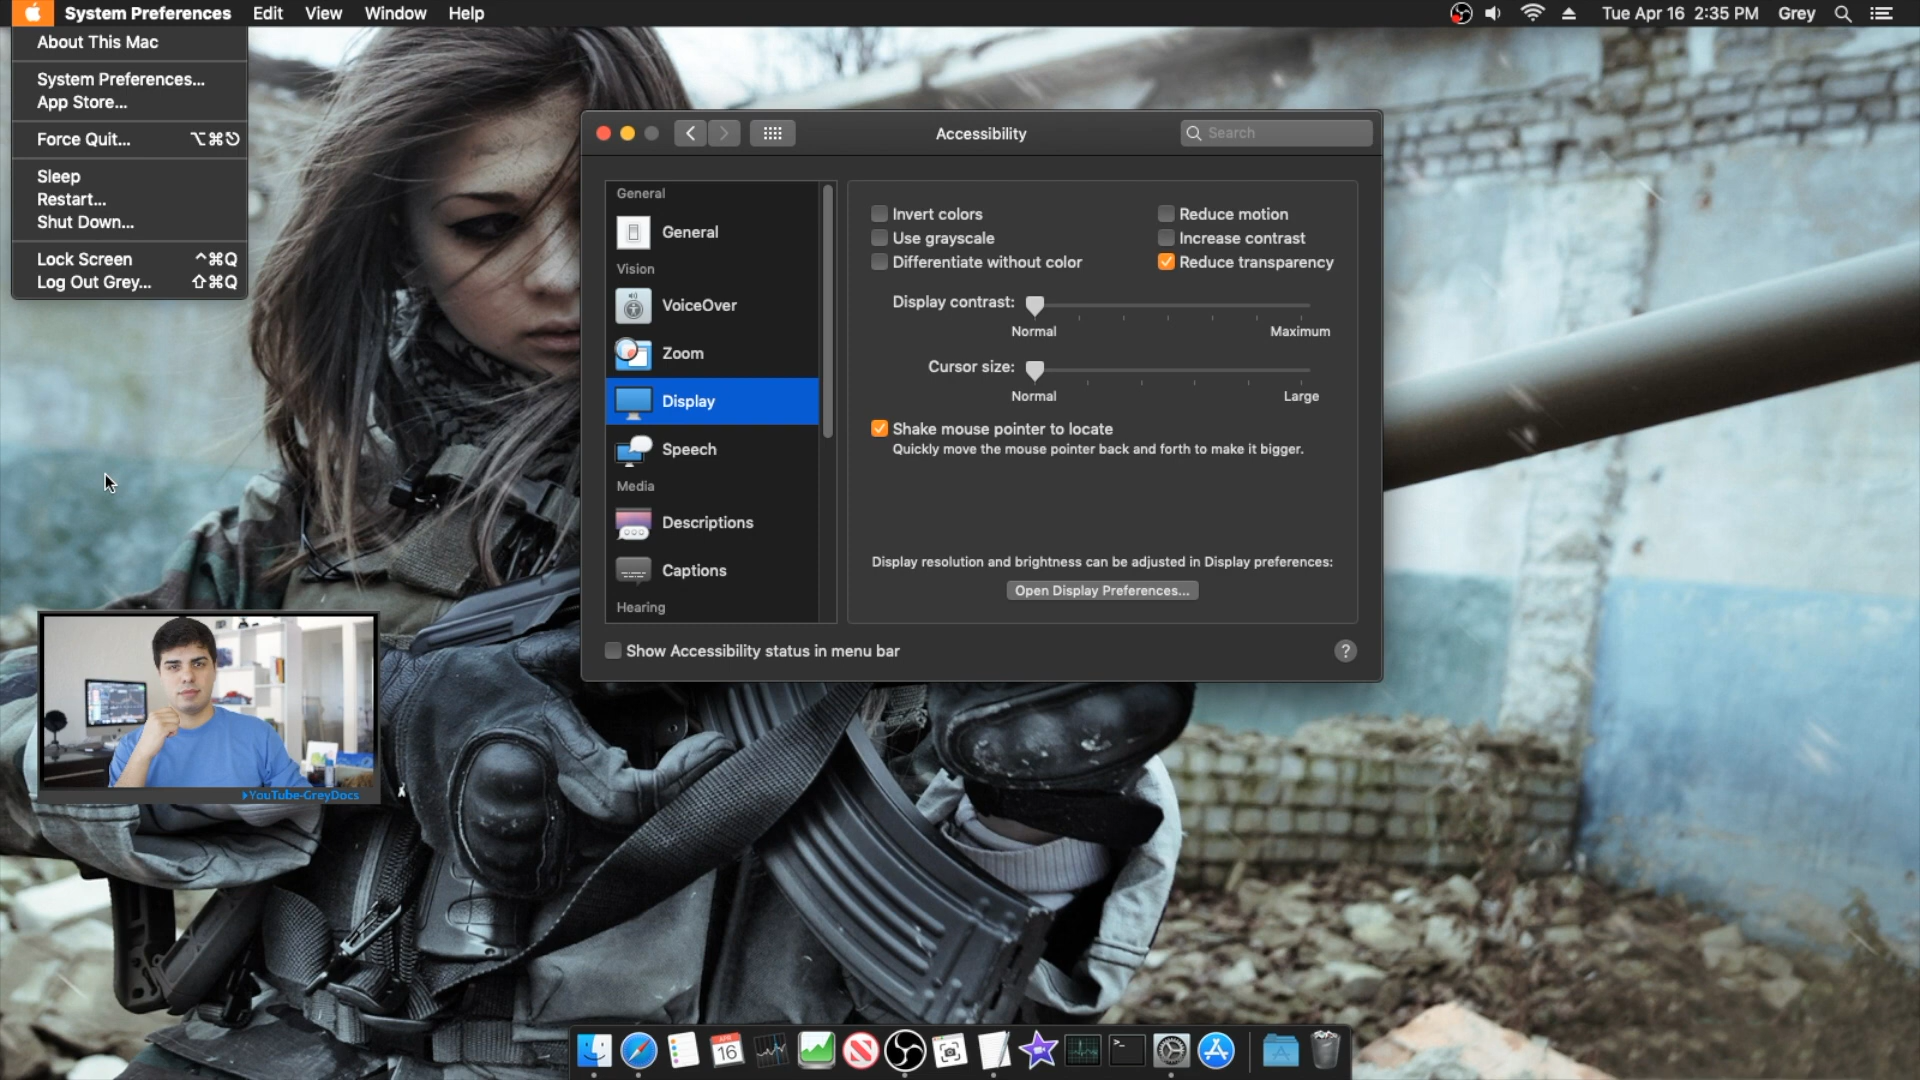 System Preferences Edit View Window Help
Tue Apr 16 2:35 PM Grey
About This Mac
System Preferences...
App Store...
Force Quit... ⌥⌘⎋
Sleep
Restart...
Shut Down...
Lock Screen ^⌘Q
Log Out Grey... ⇧⌘Q
Accessibility
Search
General
General
Vision
VoiceOver
Zoom
Display
Speech
Media
Descriptions
Captions
Hearing
Invert colors
Use grayscale
Differentiate without color
Reduce motion
Increase contrast
Reduce transparency
Display contrast:
Normal Maximum
Cursor size:
Normal Large
Shake mouse pointer to locate
Quickly move the mouse pointer back and forth to make it bigger.
Display resolution and brightness can be adjusted in Display preferences:
Open Display Preferences...
Show Accessibility status in menu bar
?
YouTube-GreyDocs
APR
16
>_